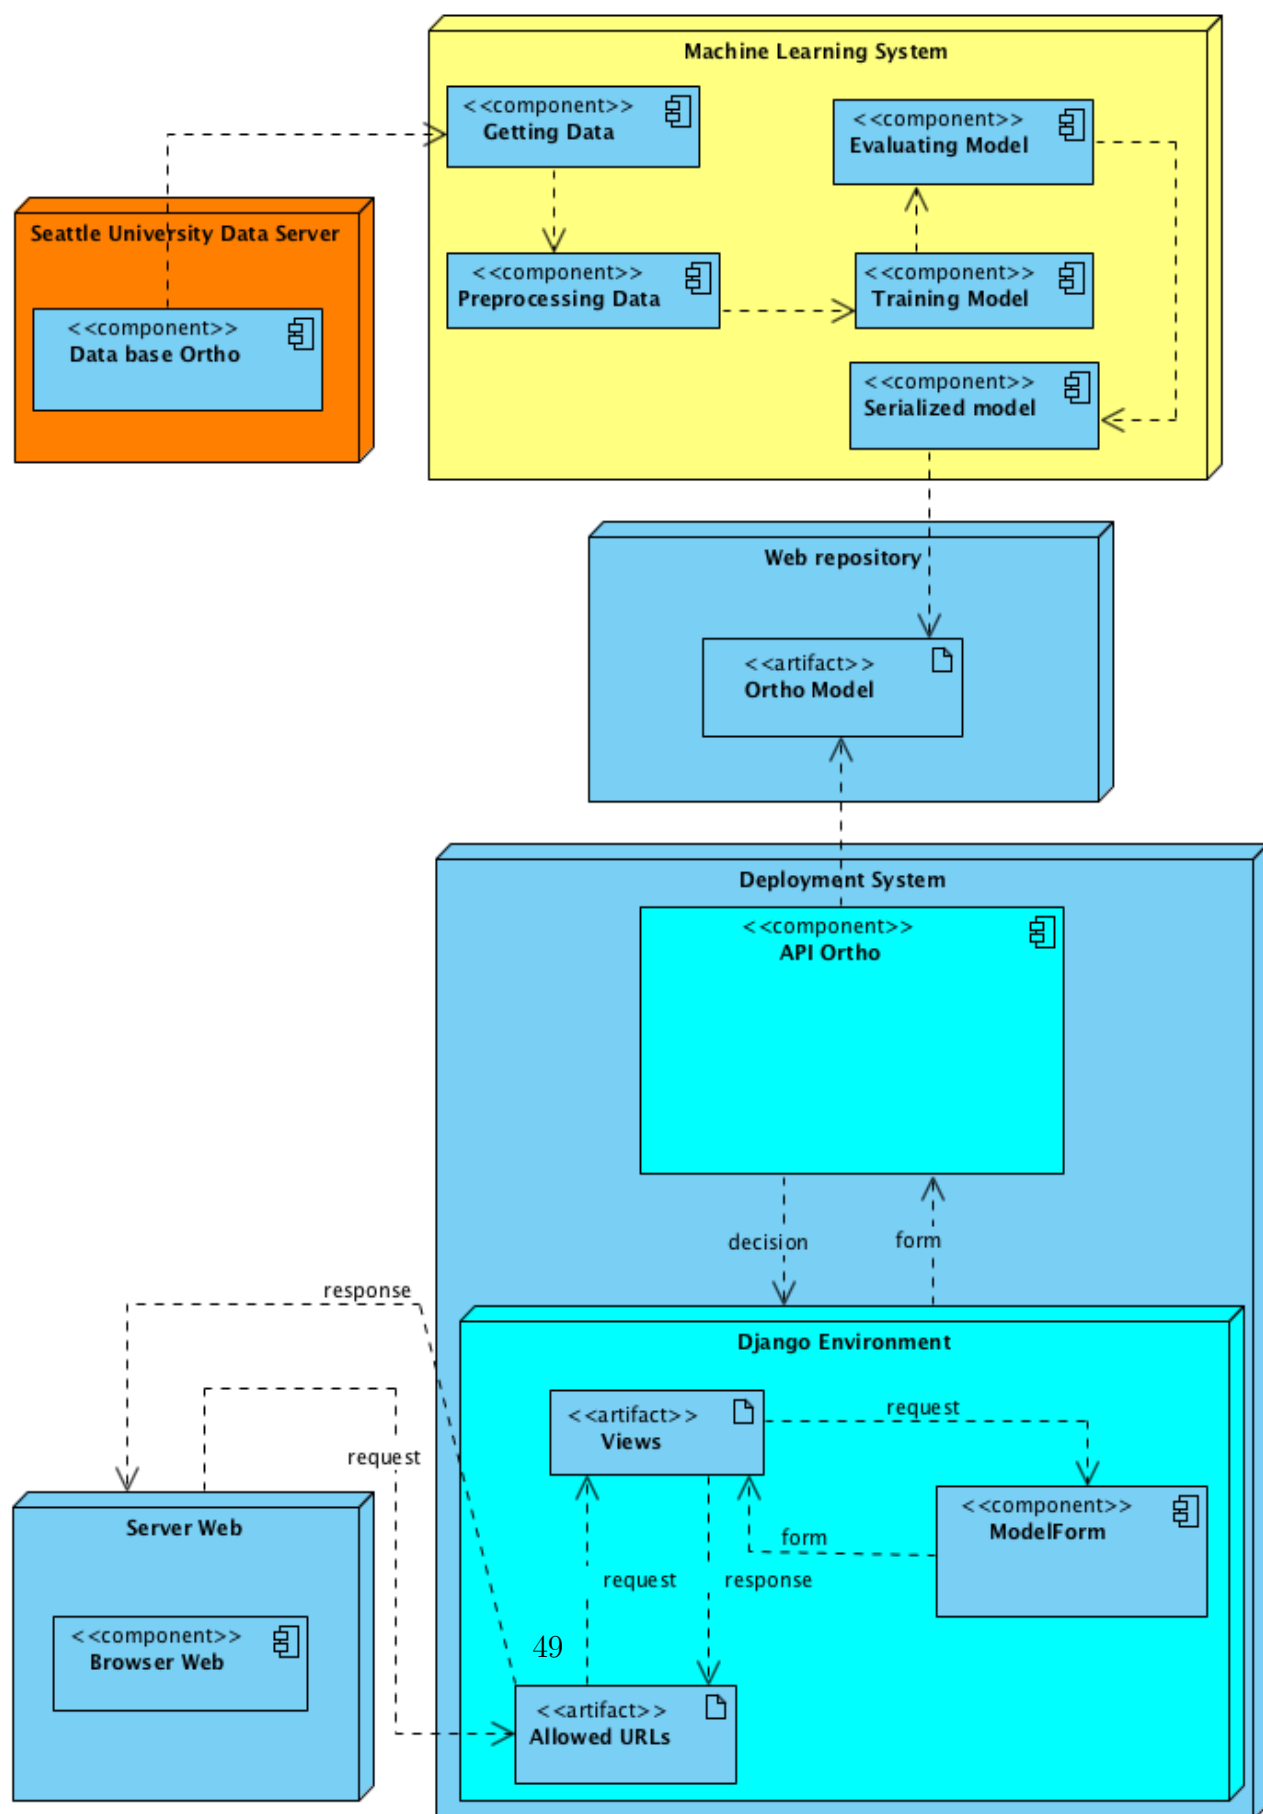 Machine Learning System
<<component>>
Getting Data
<<component>>
Evaluating Model
Seattle University Data Server
<<component>>
Data base Ortho
<<component>>
Preprocessing Data
<<component>>
Training Model
<<component>>
Serialized model
Web repository
<<artifact>>
Ortho Model
Deployment System
<<component>>
API Ortho
decision
form
response
Django Environment
<<artifact>>
Views
request
request
<<component>>
ModelForm
form
Server Web
request
response
<<component>>
Browser Web
49
<<artifact>>
Allowed URLs